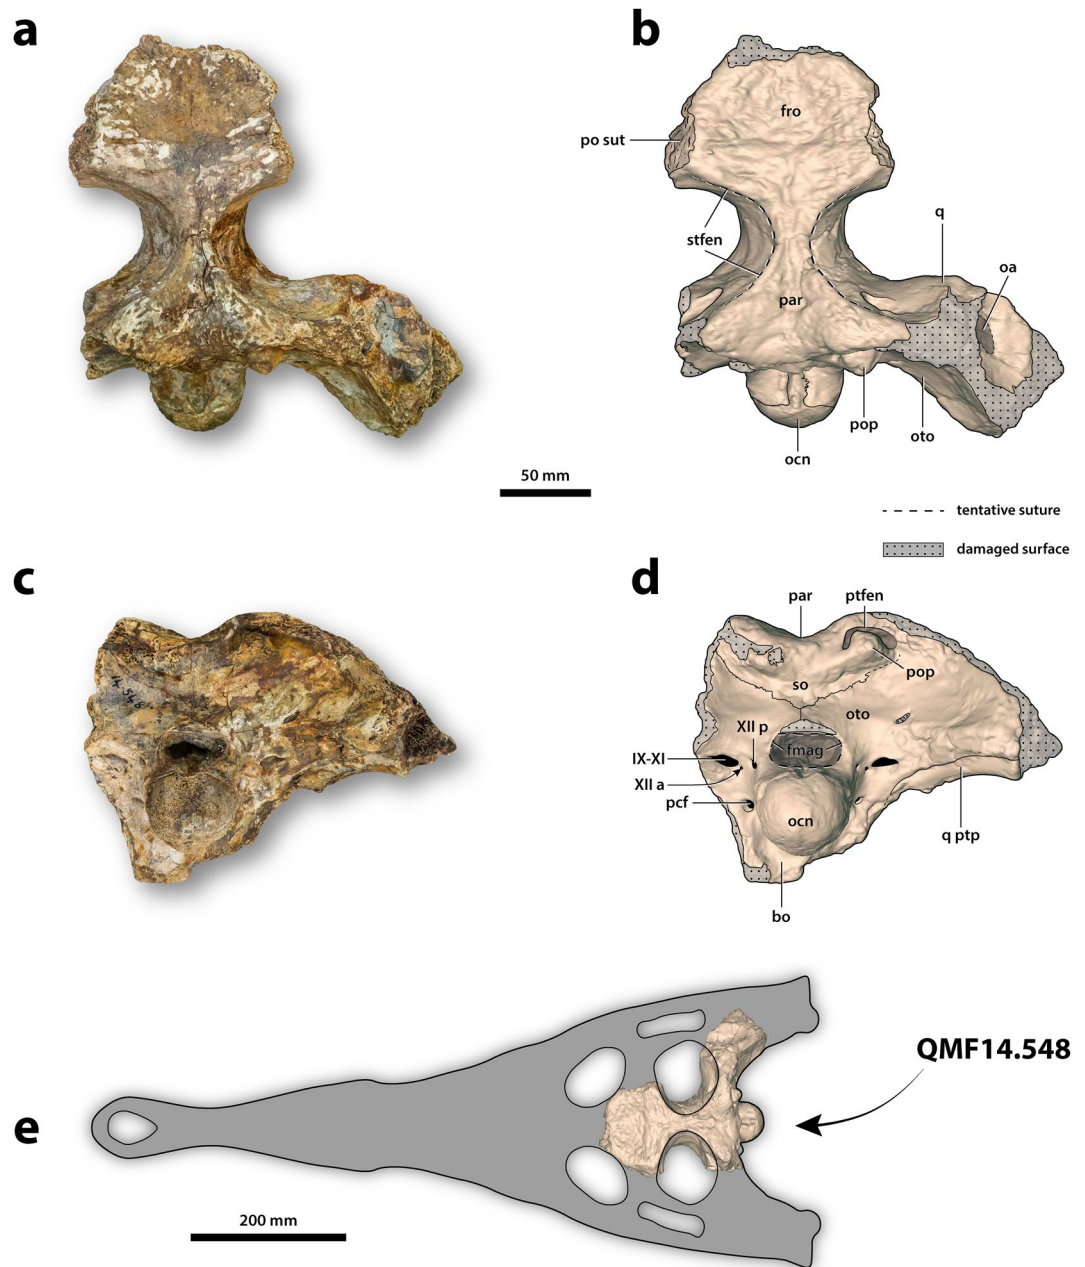 a
b
fro
po sut
q
stfen
oa
par
pop
oto
ocn
50 mm
tentative suture
damaged surface
c
d
par
ptfen
pop
so
oto
XII p
fmag
IX-XI
XII a
pcf
ocn
q ptp
bo
QMF14.548
e
200 mm